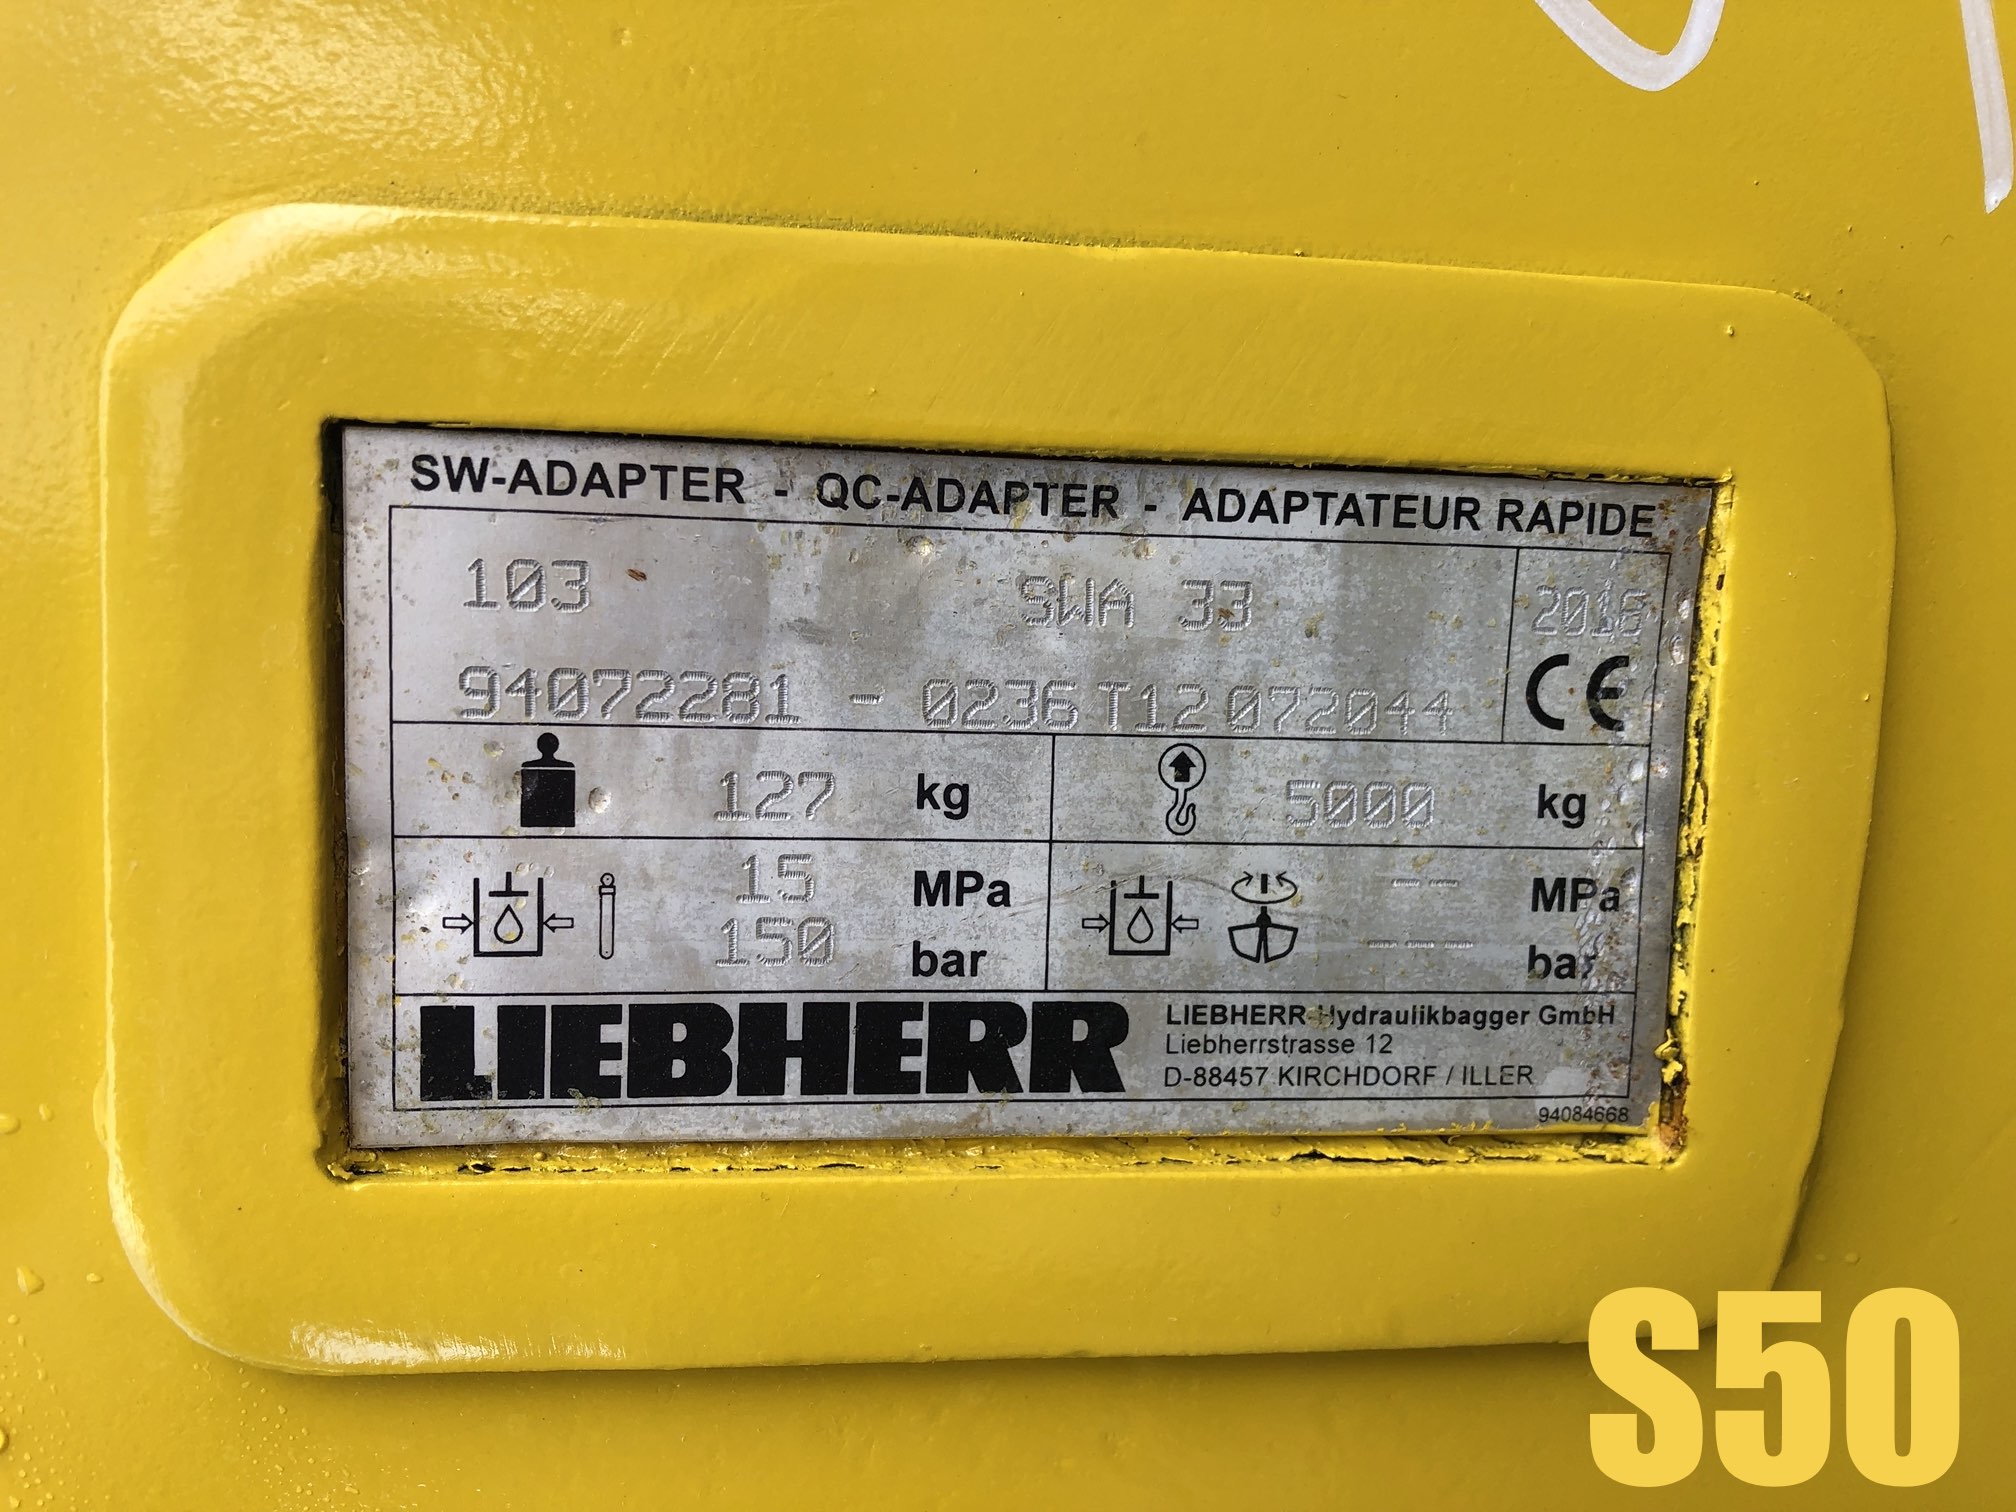 SW-ADAPTER - QC-ADAPTER - ADAPTATEUR RAPIDE
103 SWA 33 2016
94072281 - 0236 T12 072044 CE
127 kg 5000 kg
15 MPa -- MPa
150 bar --- bar
LIEBHERR
LIEBHERR-Hydraulikbagger GmbH
Liebherrstrasse 12
D-88457 KIRCHDORF / ILLER
94084668
S50